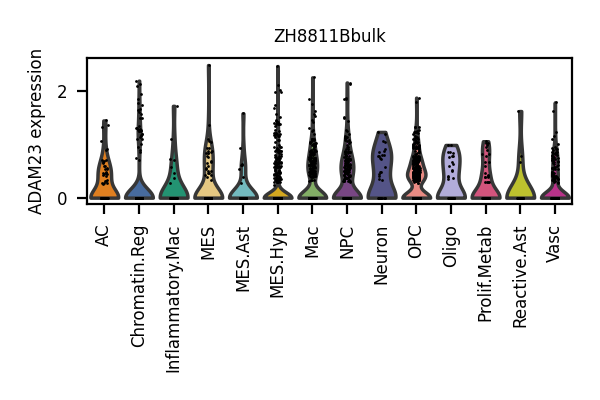 ZH8811Bbulk
ADAM23 expression
2
0
AC
Chromatin.Reg
Inflammatory.Mac
MES
MES.Ast
MES.Hyp
Mac
NPC
Neuron
OPC
Oligo
Prolif.Metab
Reactive.Ast
Vasc